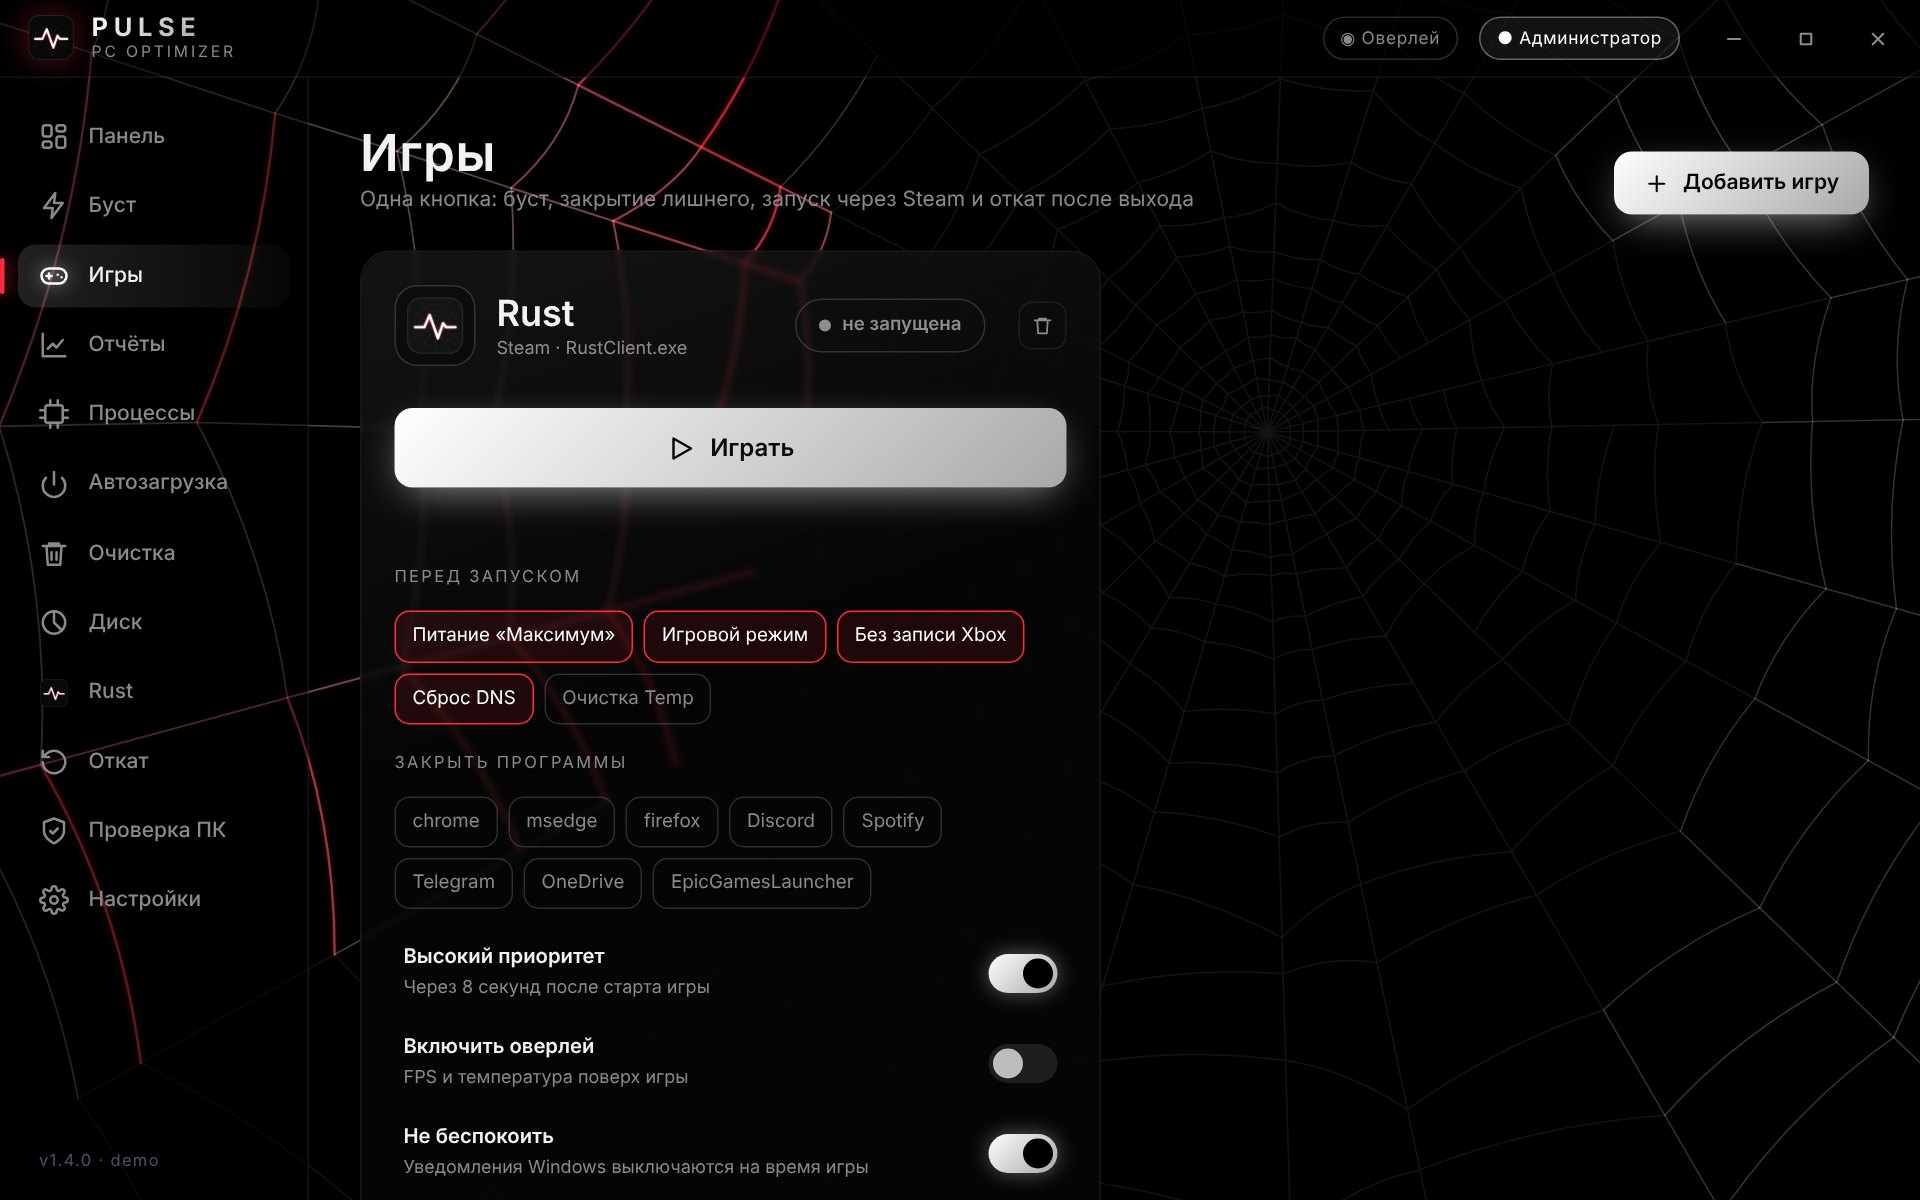 PULSE
PC OPTIMIZER
Оверлей
Администратор
Панель
Буст
Игры
Отчёты
Процессы
Автозагрузка
Очистка
Диск
Rust
Откат
Проверка ПК
Настройки
v1.4.0 · demo
Игры
Одна кнопка: буст, закрытие лишнего, запуск через Steam и откат после выхода
Добавить игру
Rust
Steam · RustClient.exe
не запущена
Играть
ПЕРЕД ЗАПУСКОМ
Питание «Максимум» Игровой режим Без записи Xbox
Сброс DNS Очистка Temp
ЗАКРЫТЬ ПРОГРАММЫ
chrome msedge firefox Discord Spotify
Telegram OneDrive EpicGamesLauncher
Высокий приоритет
Через 8 секунд после старта игры
Включить оверлей
FPS и температура поверх игры
Не беспокоить
Уведомления Windows выключаются на время игры